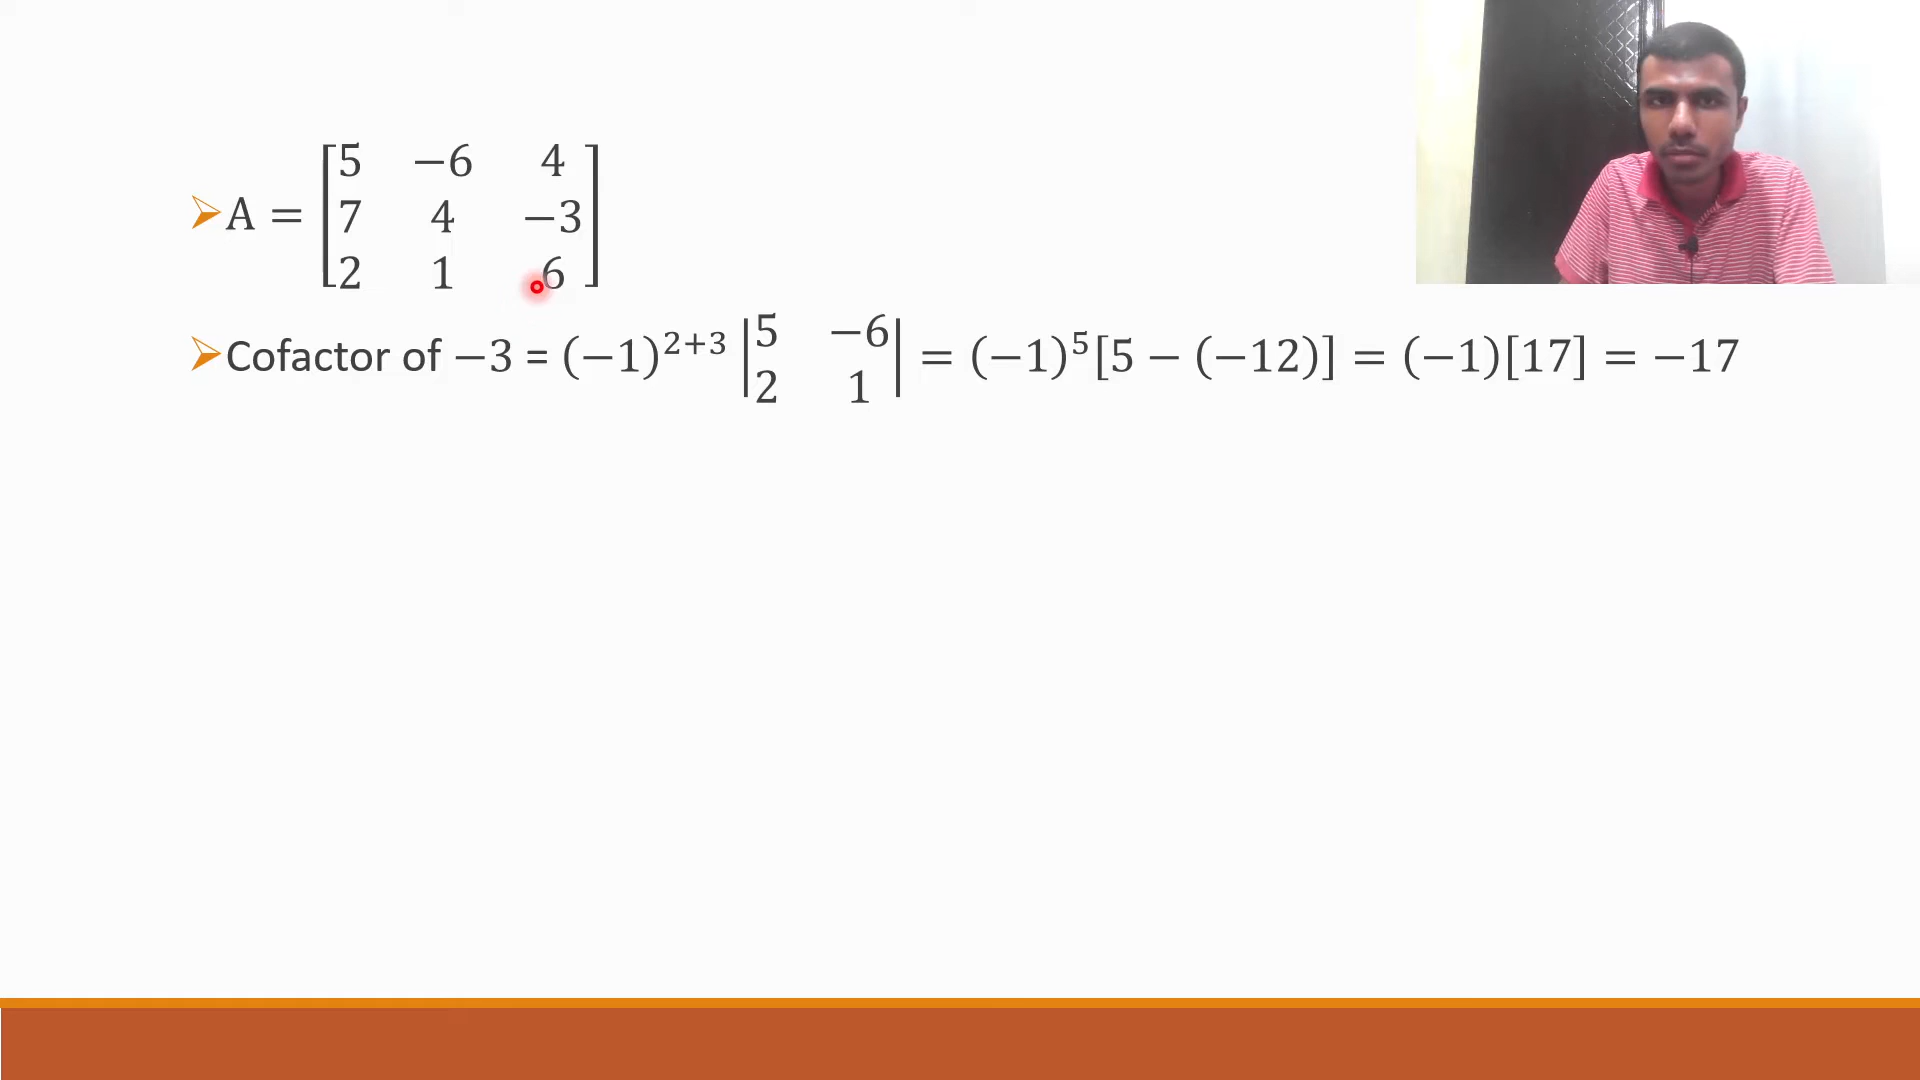 ➢A = [5 −6 4
7 4 −3
2 1 6]
➢Cofactor of −3 = (−1)²⁺³ |5 −6
2 1| = (−1)⁵[5 − (−12)] = (−1)[17] = −17